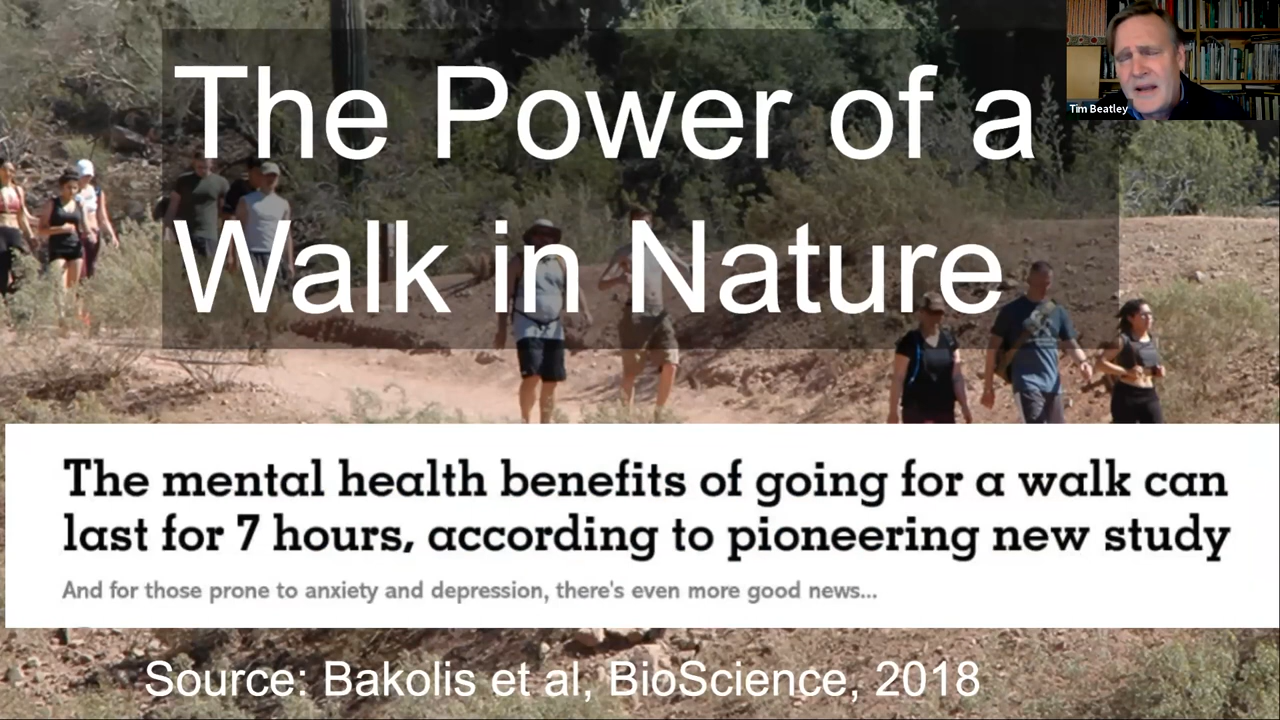 The Power of a
Walk in Nature
Tim Beatley
The mental health benefits of going for a walk can
last for 7 hours, according to pioneering new study
And for those prone to anxiety and depression, there's even more good news...
Source: Bakolis et al, BioScience, 2018